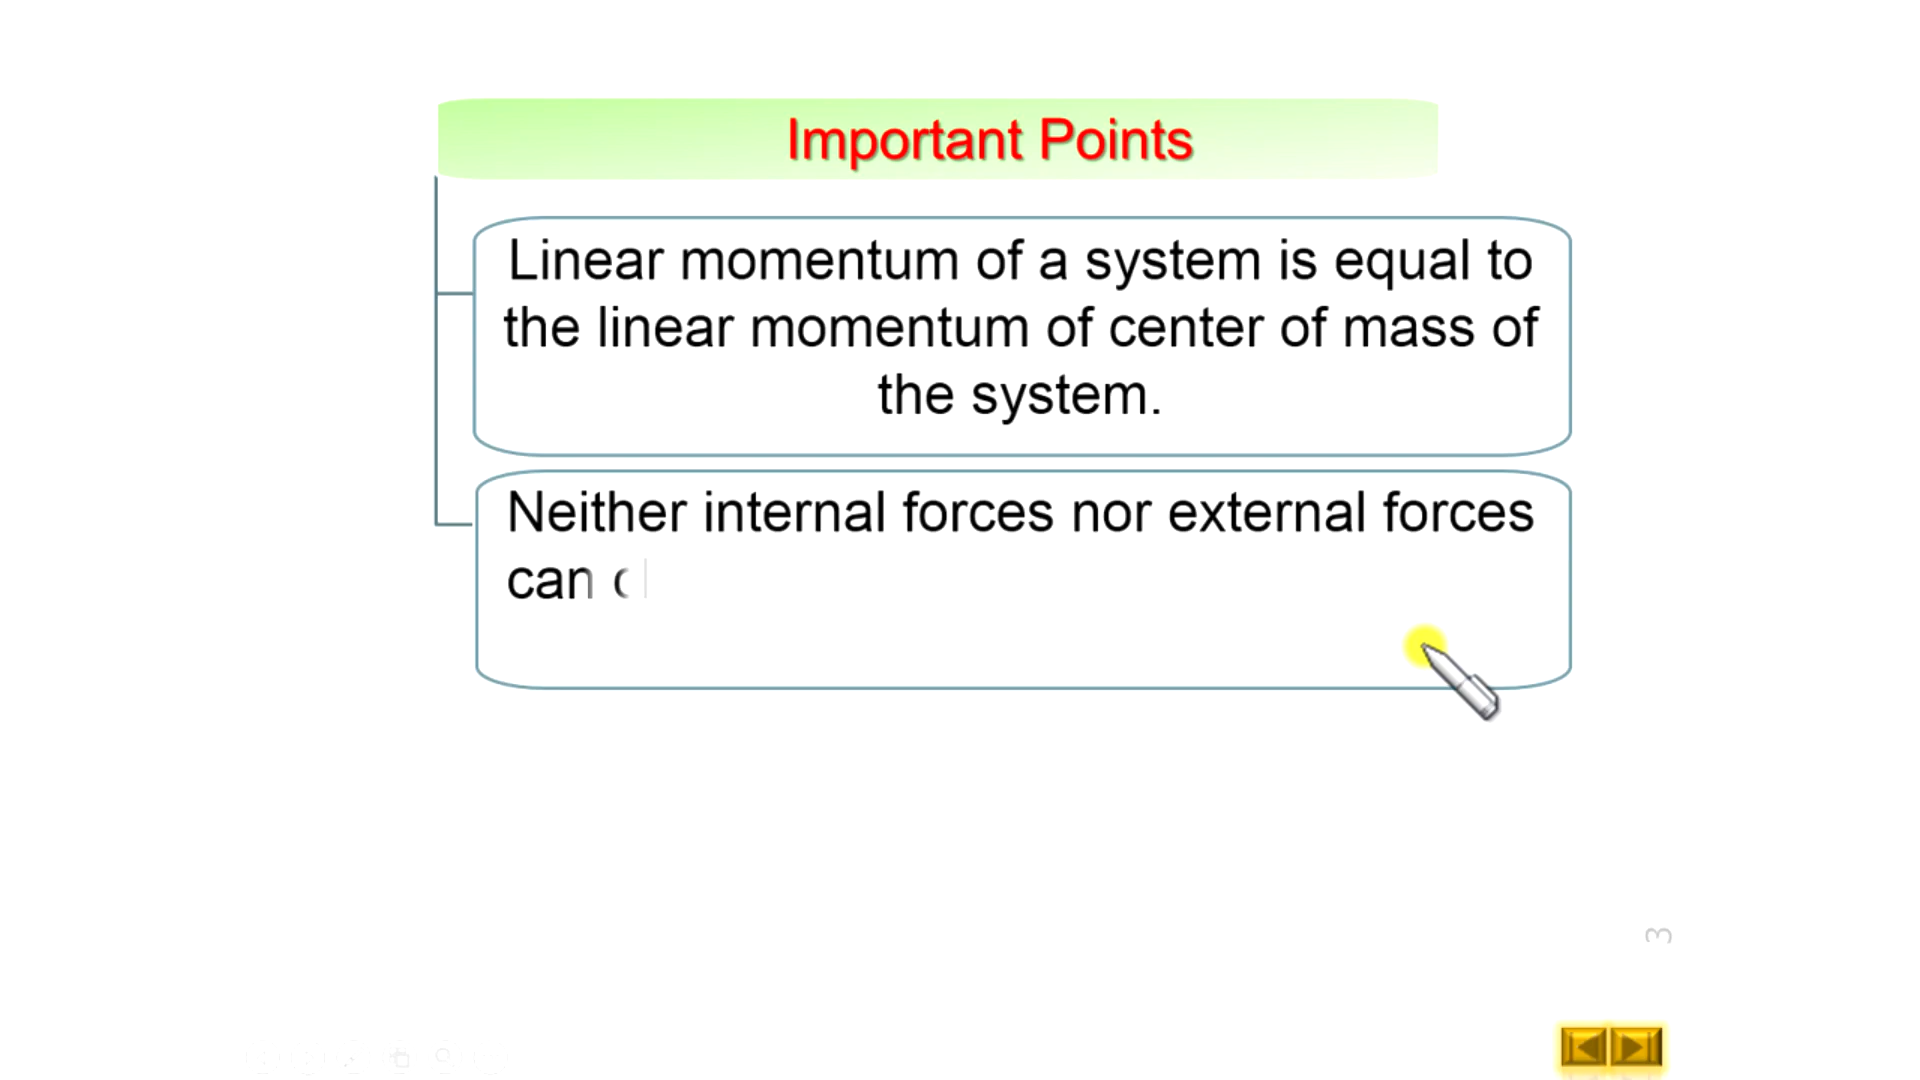 Important Points
Linear momentum of a system is equal to
the linear momentum of center of mass of
the system.
Neither internal forces nor external forces
can
3